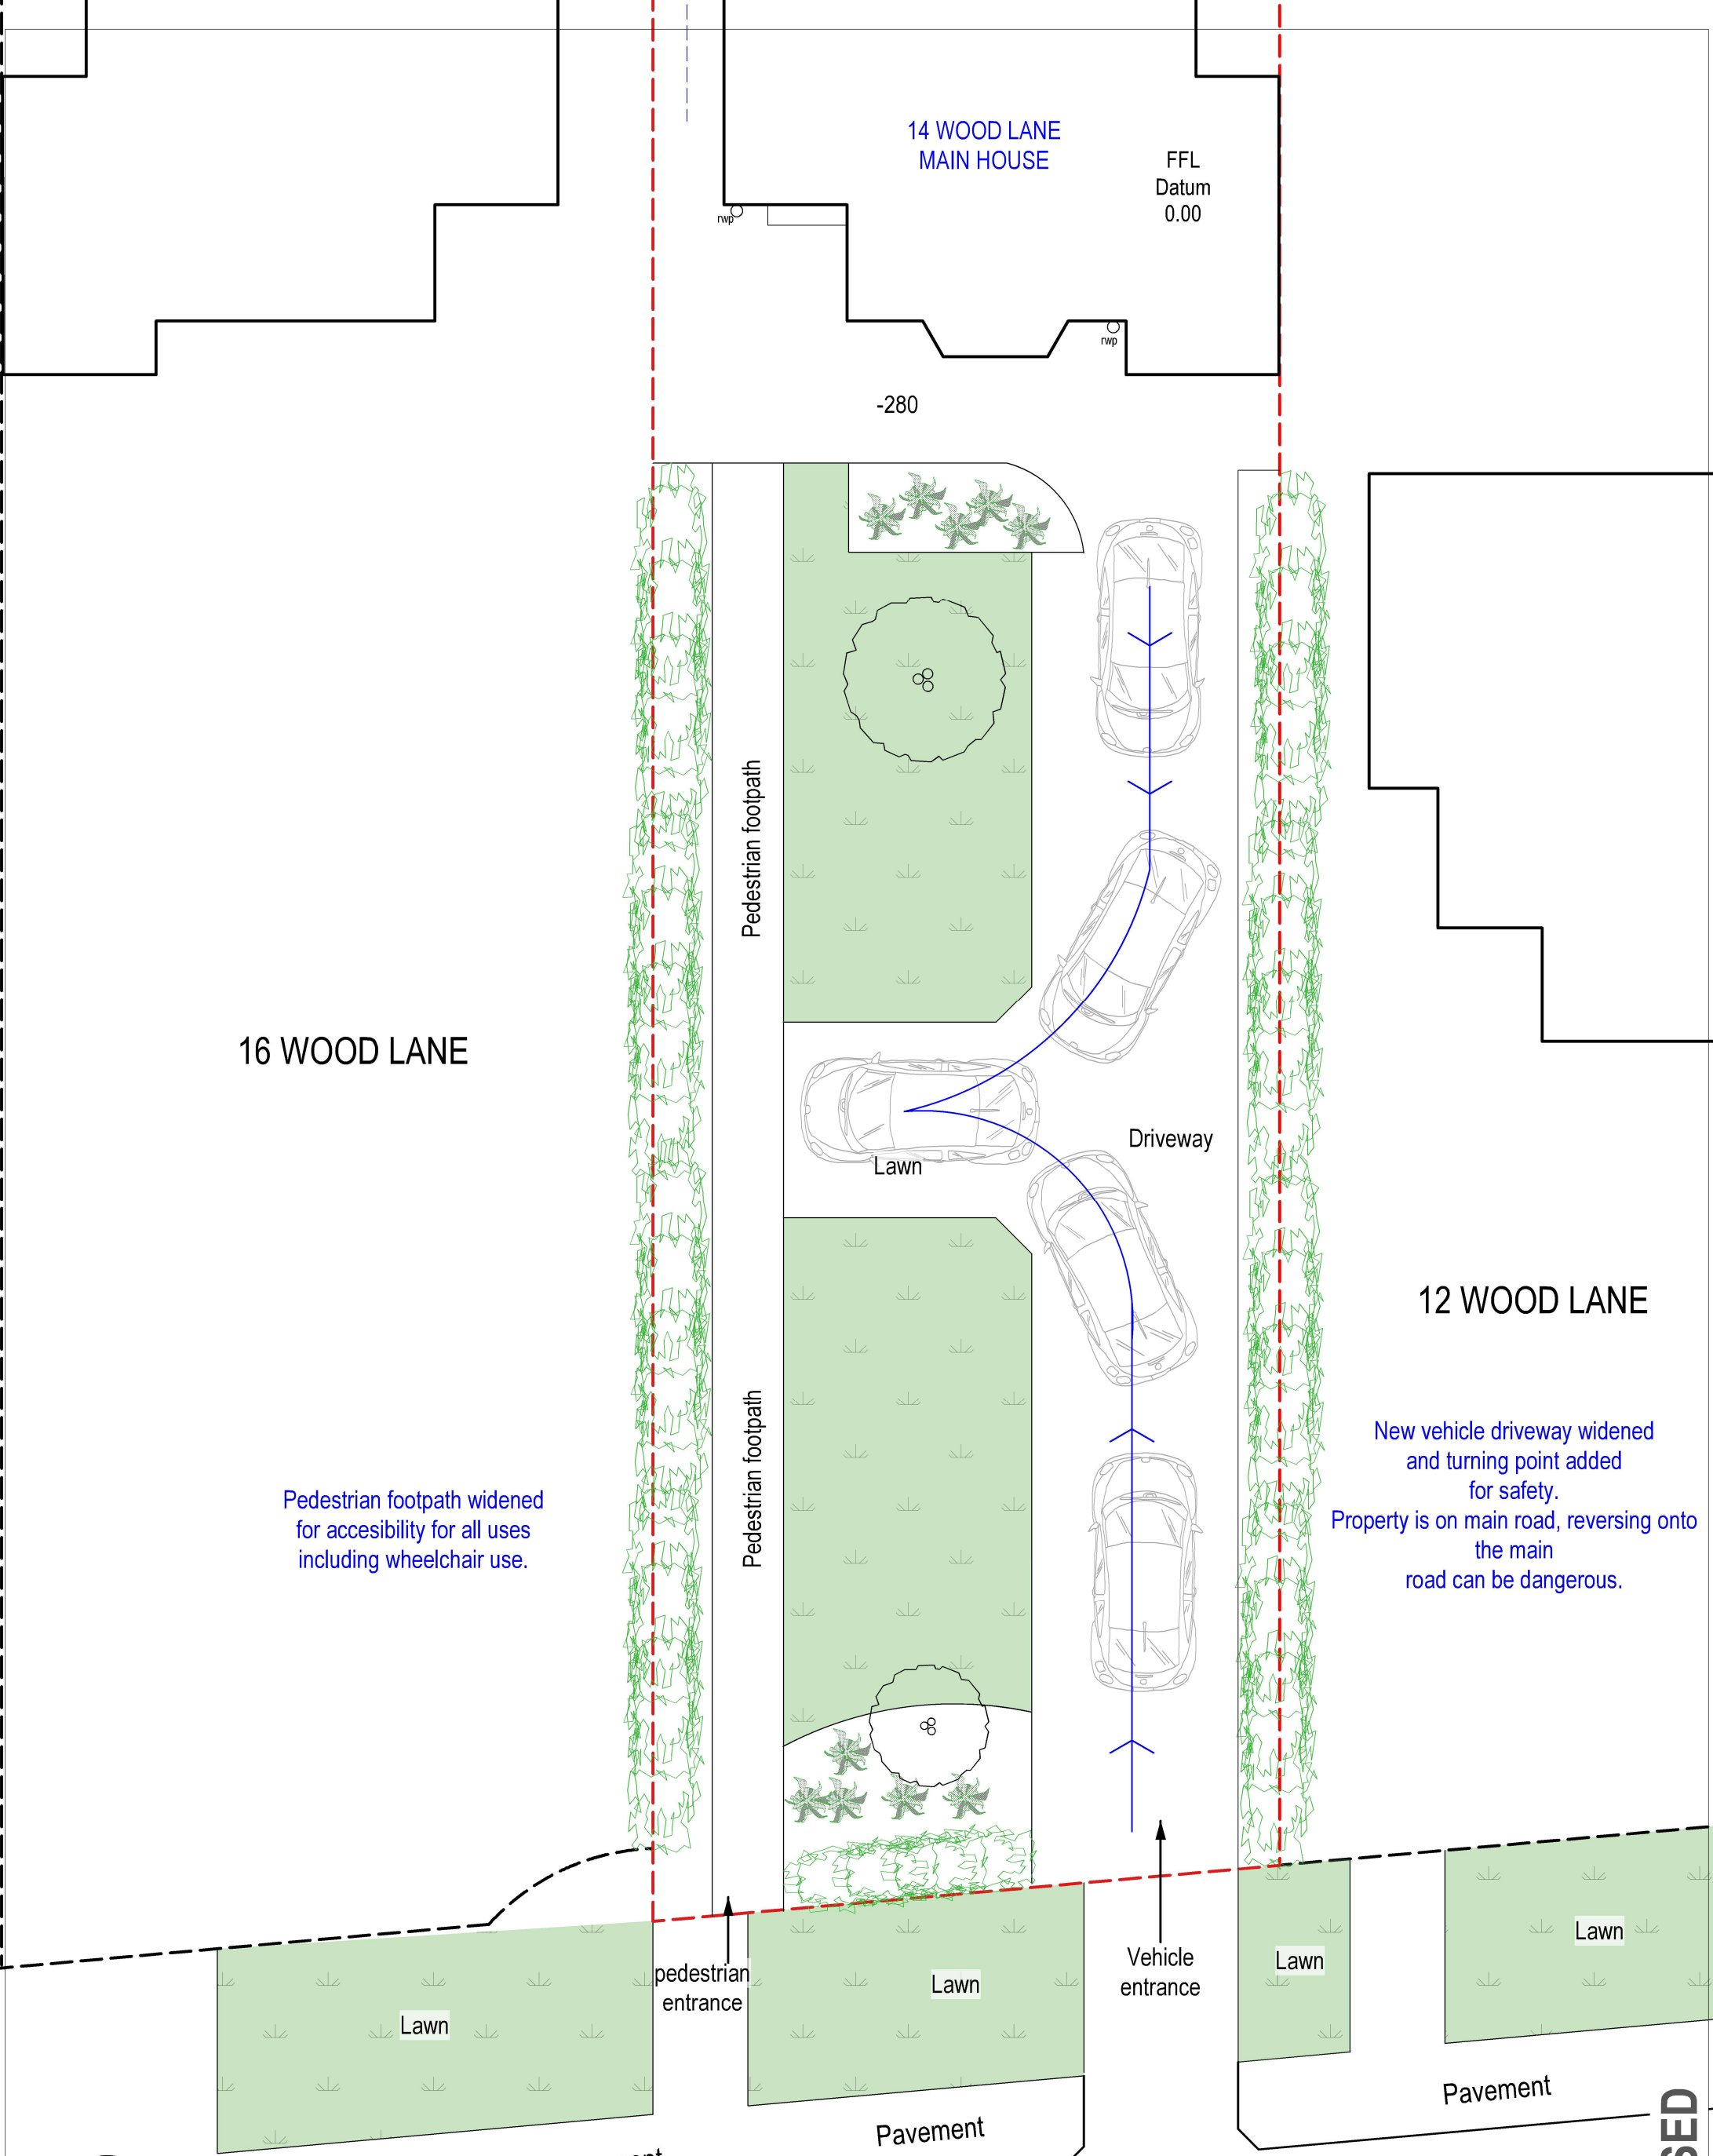 14 WOOD LANE
MAIN HOUSE
FFL
Datum
0.00
rwp
rwp
-280
Pedestrian footpath
16 WOOD LANE
Driveway
Lawn
12 WOOD LANE
Pedestrian footpath
New vehicle driveway widened
and turning point added
for safety.
Property is on main road, reversing onto
the main
road can be dangerous.
Pedestrian footpath widened
for accesibility for all uses
including wheelchair use.
pedestrian
entrance
Vehicle
entrance
Lawn
Lawn
Lawn
Lawn
Pavement
Pavement